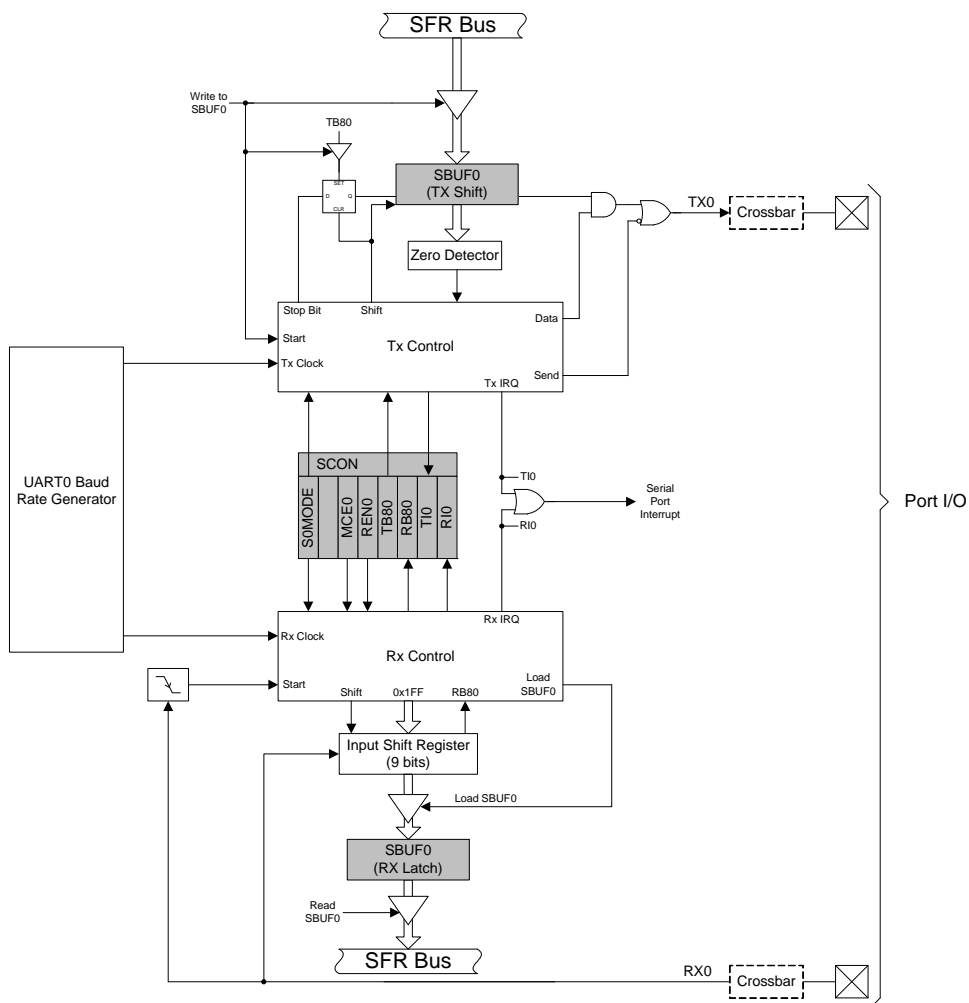 SFR Bus
Write to
SBUF0
TB80
SET
D
Q
CLR
SBUF0
(TX Shift)
TX0
Crossbar
Zero Detector
Stop Bit
Shift
Data
Start
Tx Control
Tx Clock
Send
Tx IRQ
UART0 Baud
Rate Generator
SCON
S0MODE
MCE0
REN0
TB80
RB80
TI0
RI0
TI0
Serial
Port
Interrupt
RI0
Port I/O
Rx IRQ
Rx Clock
Rx Control
Start
Load
SBUF0
Shift
0x1FF
RB80
Input Shift Register
(9 bits)
Load SBUF0
SBUF0
(RX Latch)
Read
SBUF0
SFR Bus
RX0
Crossbar